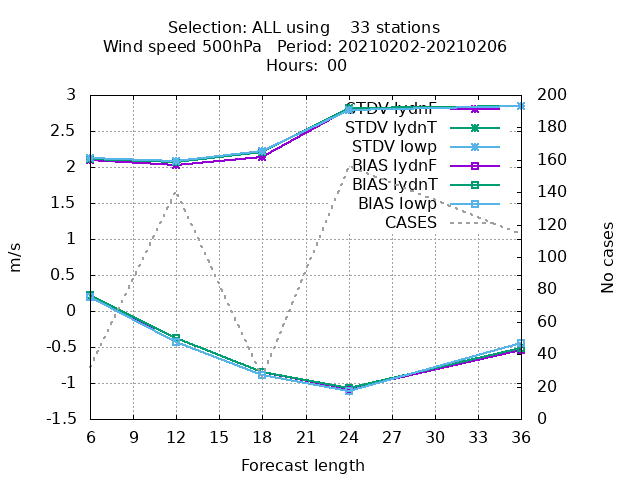 Selection: ALL using    33 stations
Wind speed 500hPa   Period: 20210202-20210206
Hours: 00
3
2.5
2
1.5
1
0.5
0
-0.5
-1
-1.5
m/s
STDV lydnF
STDV lydnT
STDV lowp
BIAS lydnF
BIAS lydnT
BIAS lowp
CASES
200
180
160
140
120
100
80
60
40
20
0
No cases
6 9 12 15 18 21 24 27 30 33 36
Forecast length